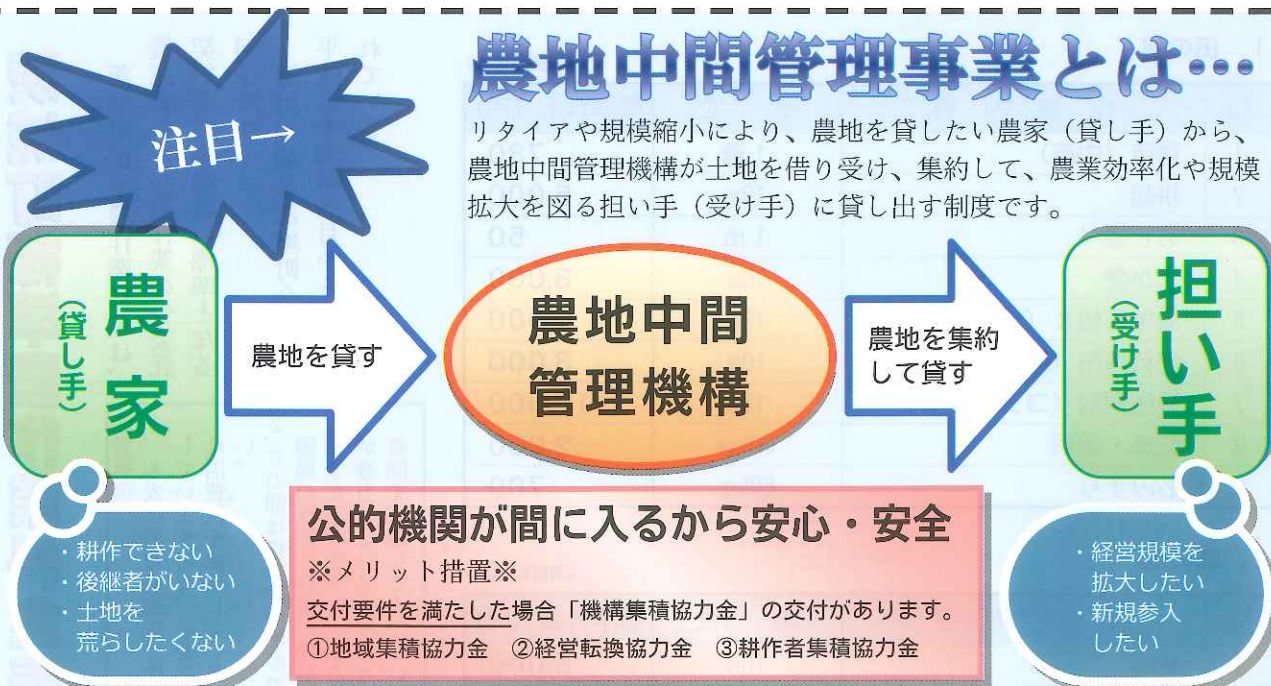 注目→
農地中間管理事業とは…
リタイアや規模縮小により、農地を貸したい農家（貸し手）から、
農地中間管理機構が土地を借り受け、集約して、農業効率化や規模
拡大を図る担い手（受け手）に貸し出す制度です。
農家
（貸し手）
農地を貸す
農地中間
管理機構
農地を集約
して貸す
担い手
（受け手）
・耕作できない
・後継者がいない
・土地を
荒らしたくない
公的機関が間に入るから安心・安全
※メリット措置※
交付要件を満たした場合「機構集積協力金」の交付があります。
①地域集積協力金　②経営転換協力金　③耕作者集積協力金
・経営規模を
拡大したい
・新規参入
したい